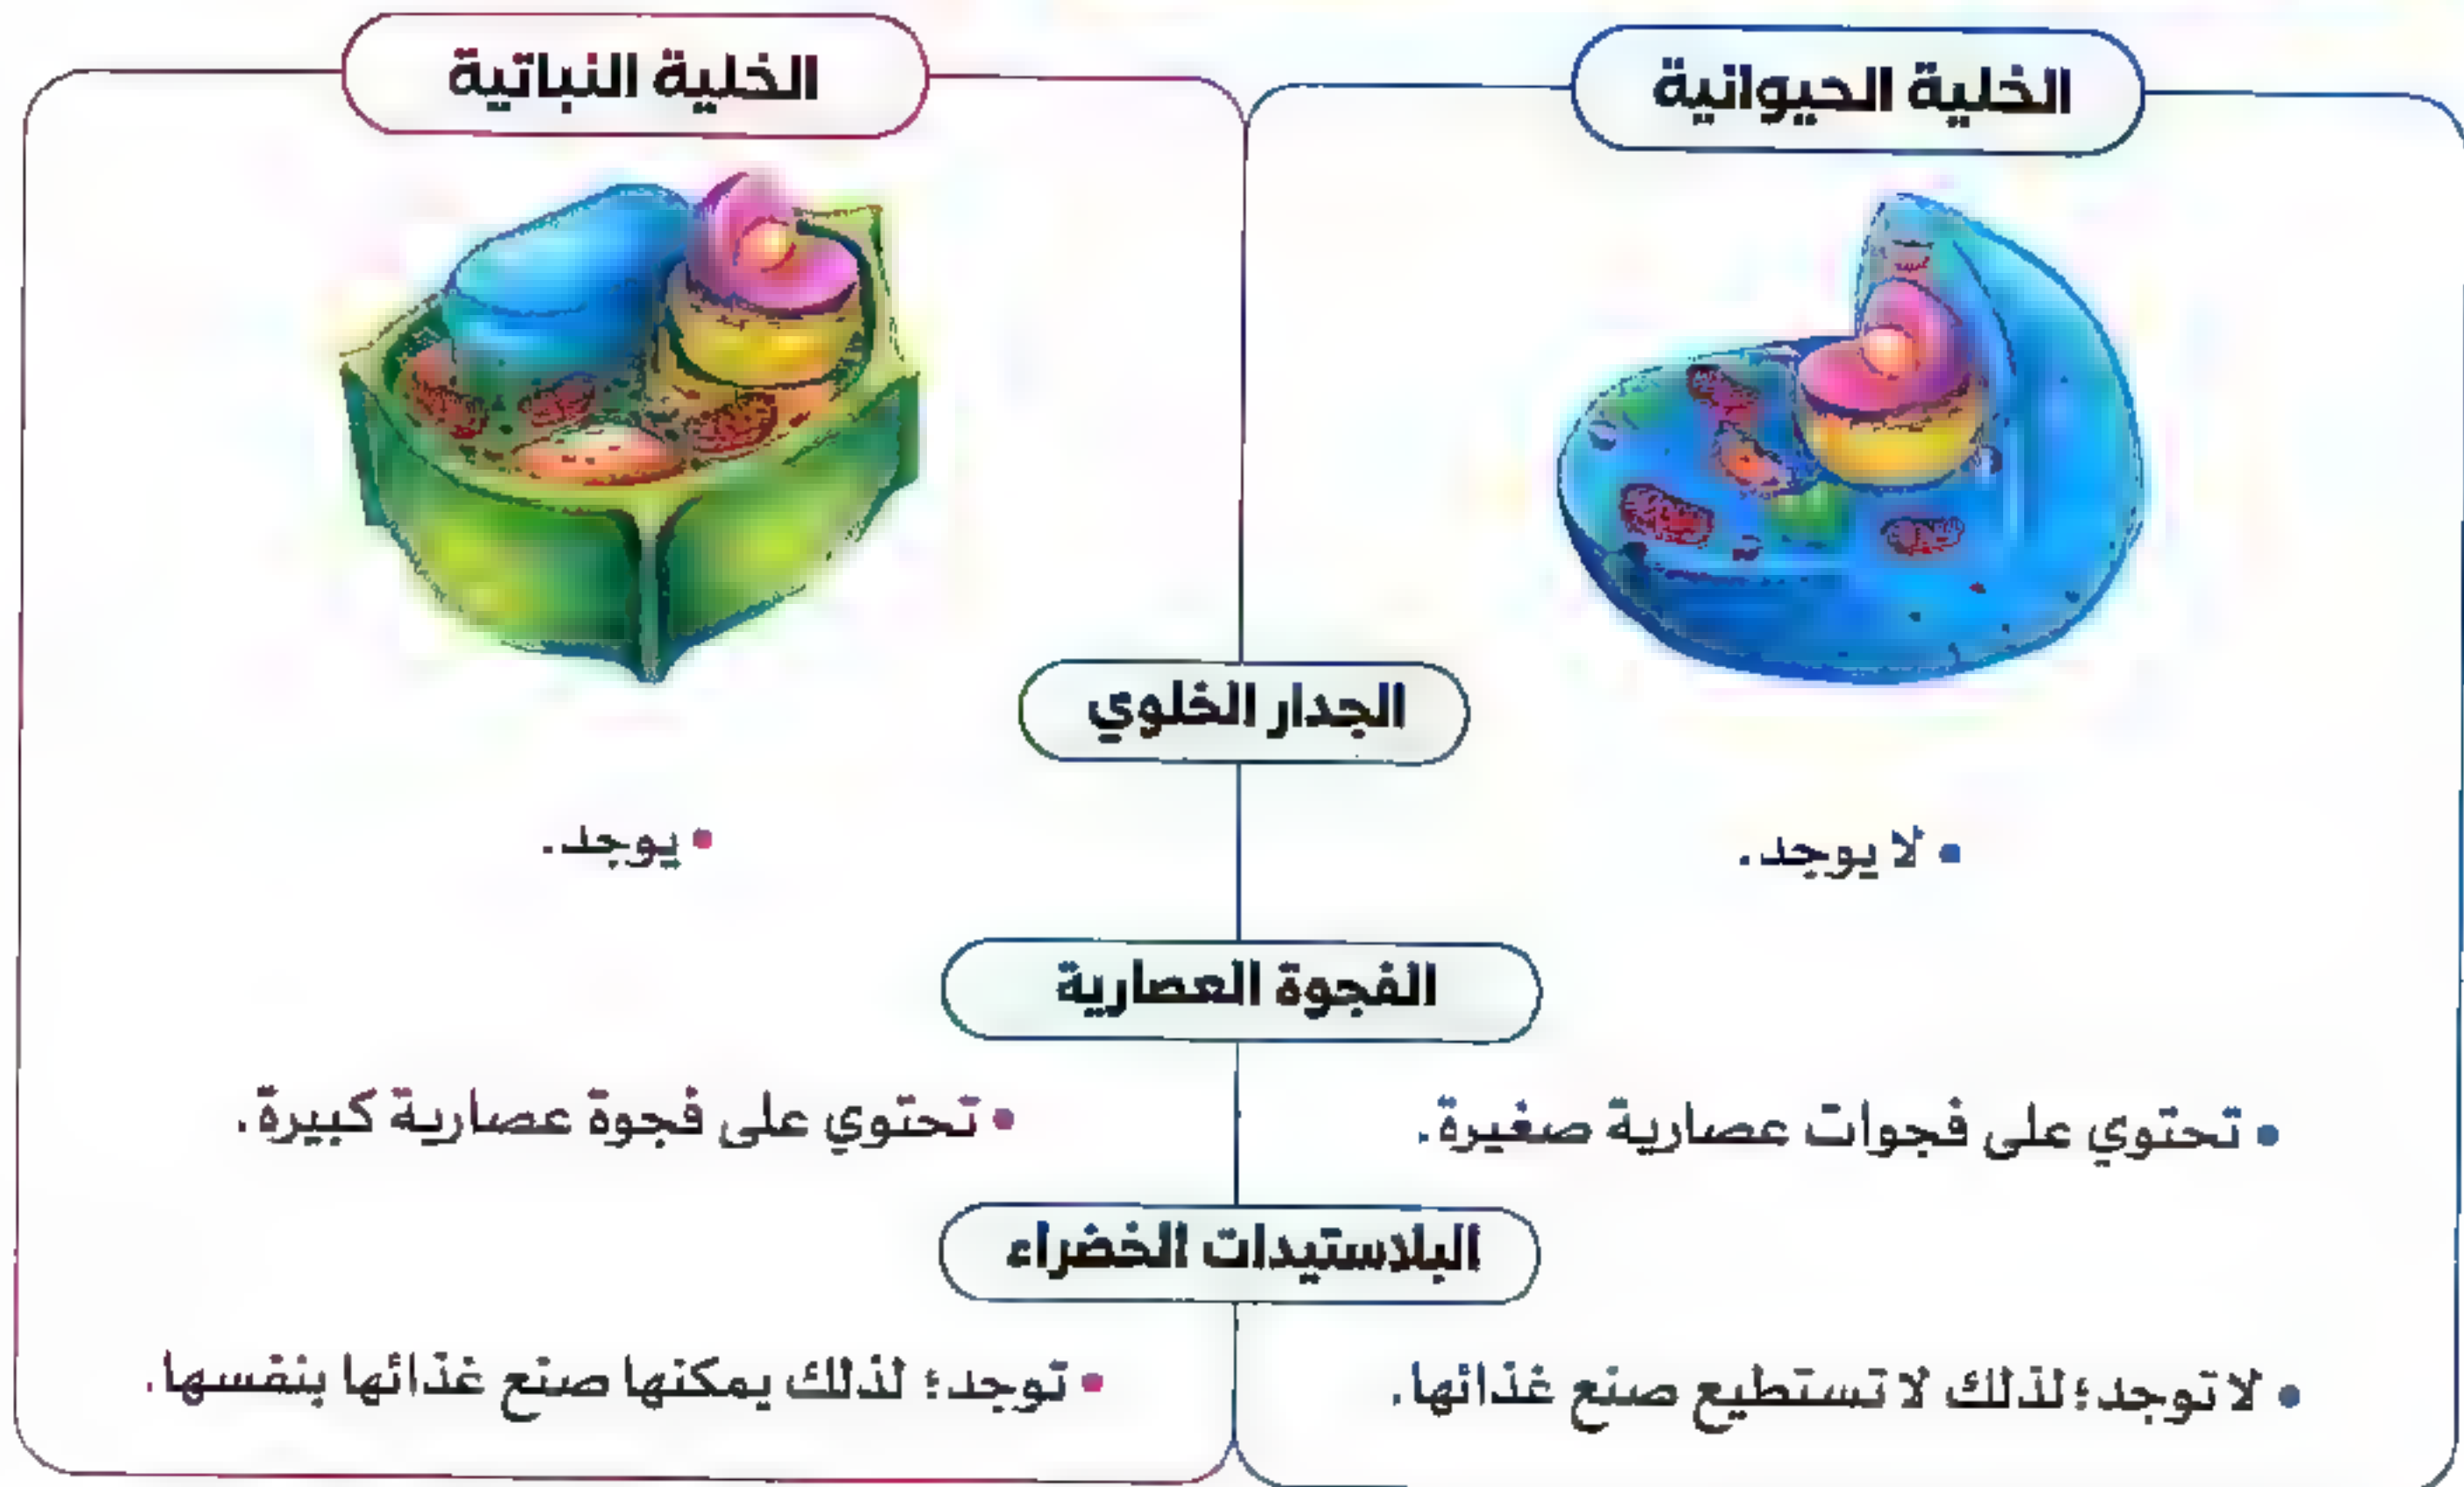 الخلية الحيوانية
الخلية النباتية
الجدار الخلوي
• لا يوجد.
• يوجد.
الفجوة العصارية
• تحتوي على فجوات عصارية صغيرة.
• تحتوي على فجوة عصارية كبيرة.
البلاستيدات الخضراء
• لا توجد؛ لذلك لا تستطيع صنع غذائها.
• توجد؛ لذلك يمكنها صنع غذائها بنفسها.